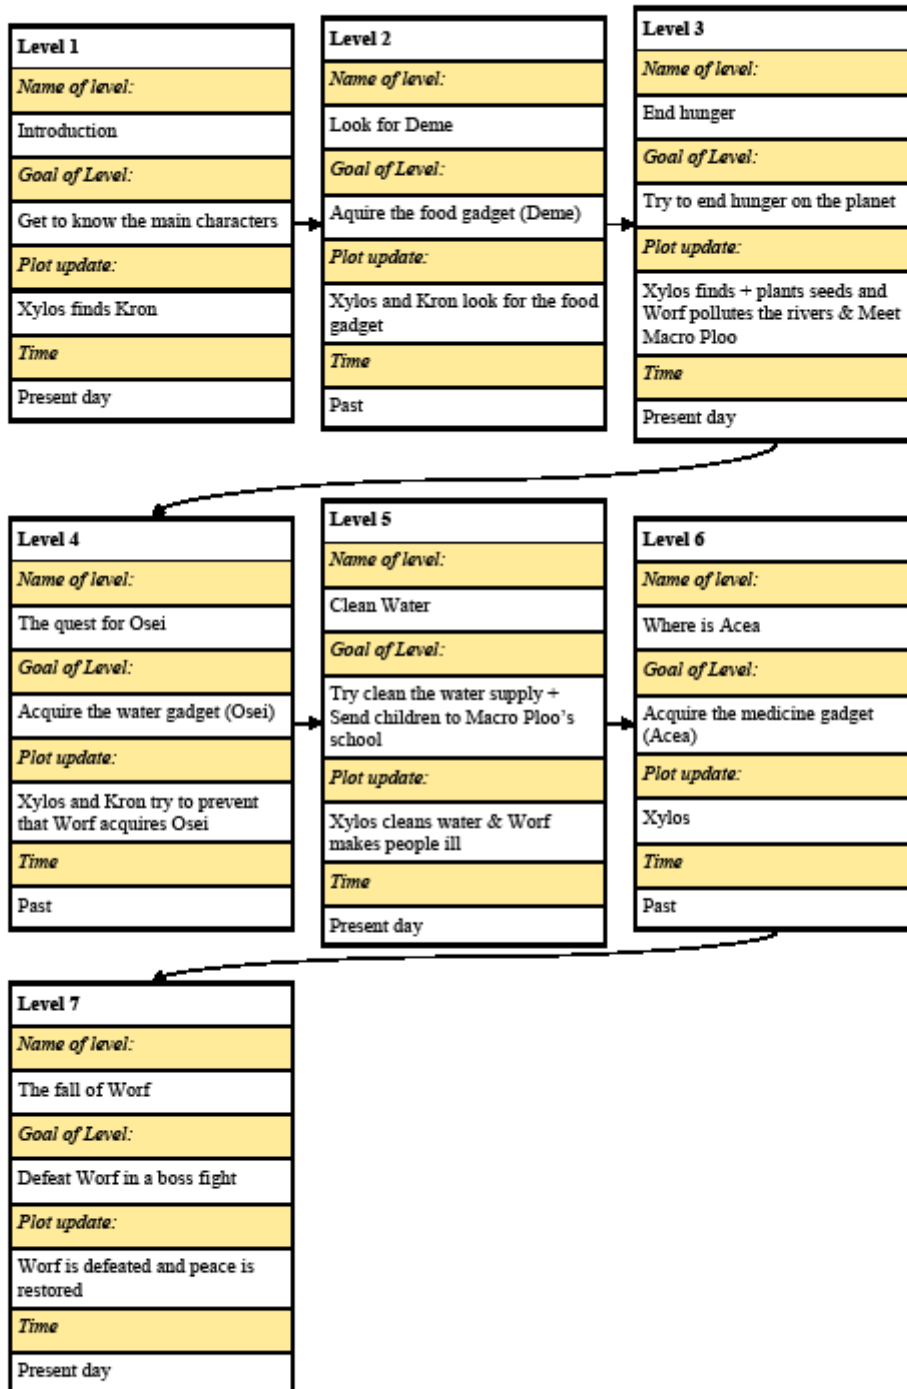 Level 1
Name of level:
Introduction
Goal of Level:
Get to know the main characters
Plot update:
Xylos finds Kron
Time
Present day
Level 2
Name of level:
Look for Deme
Goal of Level:
Aquire the food gadget (Deme)
Plot update:
Xylos and Kron look for the food
gadget
Time
Past
Level 3
Name of level:
End hunger
Goal of Level:
Try to end hunger on the planet
Plot update:
Xylos finds + plants seeds and
Worf pollutes the rivers & Meet
Macro Ploo
Time
Present day
Level 4
Name of level:
The quest for Osei
Goal of Level:
Acquire the water gadget (Osei)
Plot update:
Xylos and Kron try to prevent
that Worf acquires Osei
Time
Past
Level 5
Name of level:
Clean Water
Goal of Level:
Try clean the water supply +
Send children to Macro Ploo's
school
Plot update:
Xylos cleans water & Worf
makes people ill
Time
Present day
Level 6
Name of level:
Where is Acea
Goal of Level:
Acquire the medicine gadget
(Acea)
Plot update:
Xylos
Time
Past
Level 7
Name of level:
The fall of Worf
Goal of Level:
Defeat Worf in a boss fight
Plot update:
Worf is defeated and peace is
restored
Time
Present day